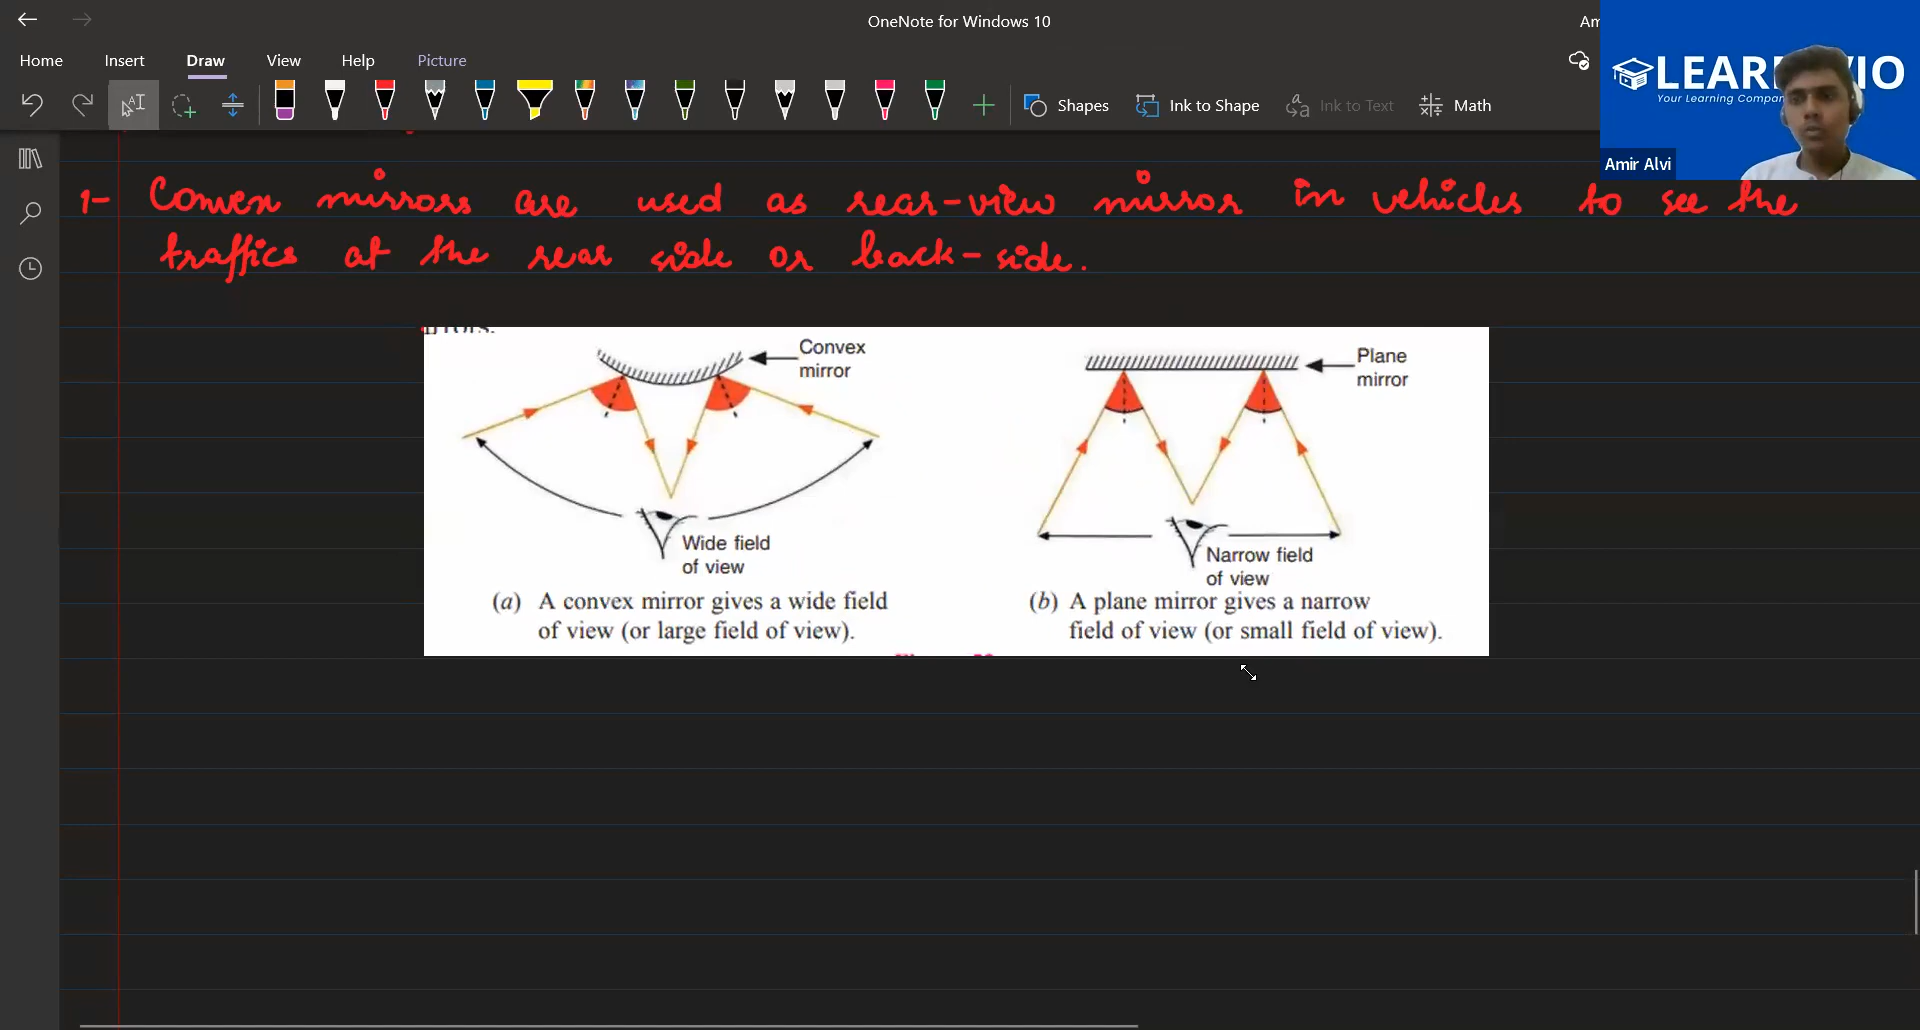 OneNote for Windows 10
Am
Home Insert Draw View Help Picture
Shapes Ink to Shape Ink to Text Math
Your Learning Compan
Amir Alvi
1- Convex mirrors are used as rear-view mirror in vehicles to see the
traffics at the rear side or back-side.
Convex
mirror
Wide field
of view
(a) A convex mirror gives a wide field
of view (or large field of view).
Plane
mirror
Narrow field
of view
(b) A plane mirror gives a narrow
field of view (or small field of view).